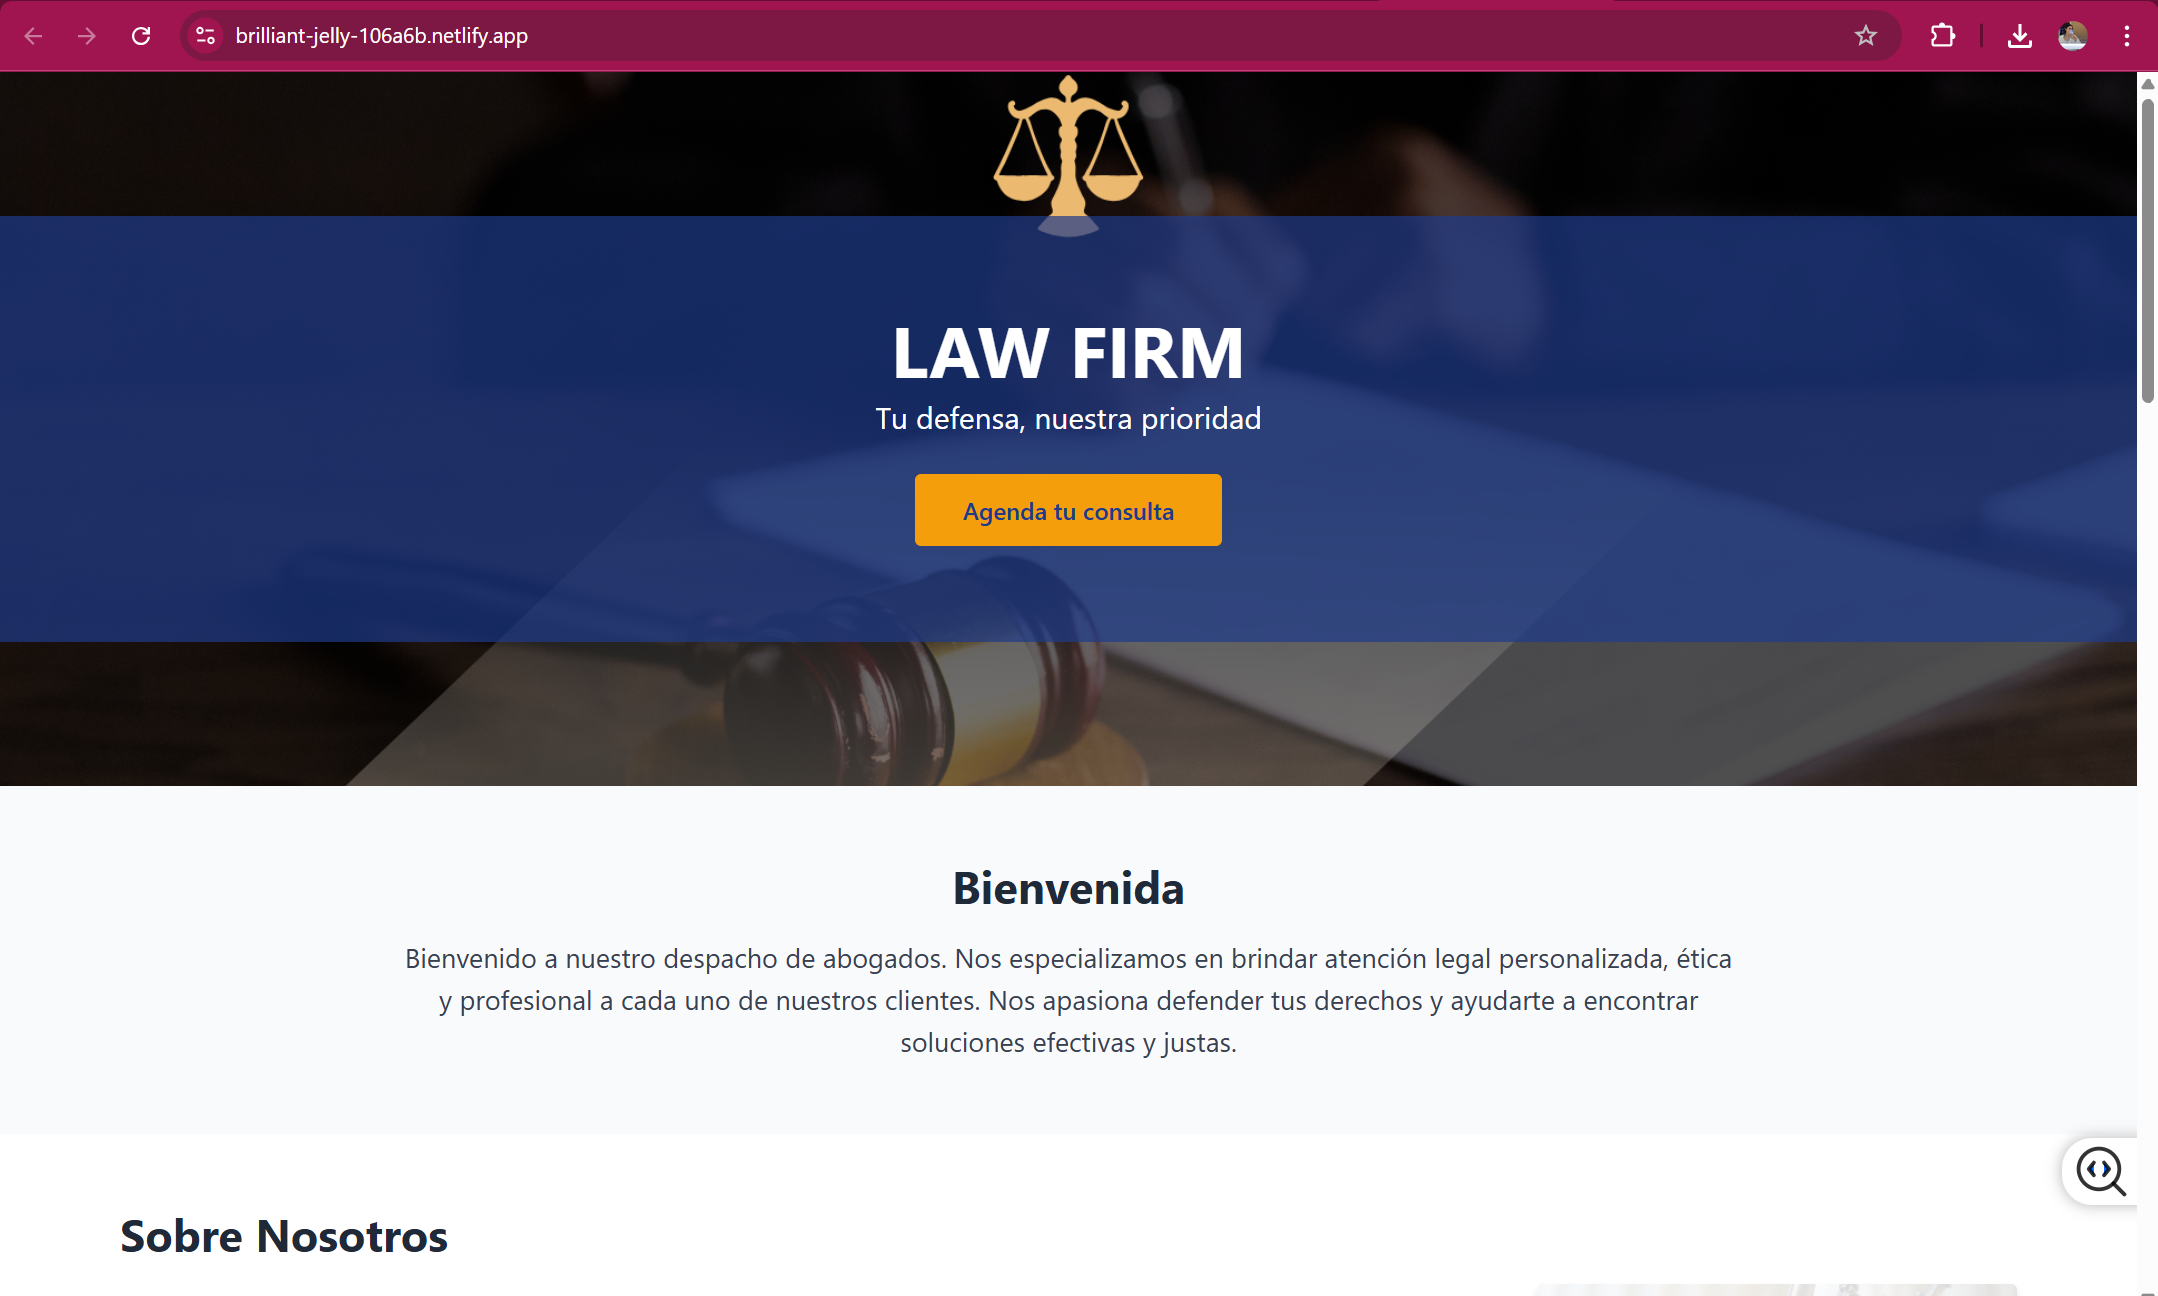 brilliant-jelly-106a6b.netlify.app
LAW FIRM
Tu defensa, nuestra prioridad
Agenda tu consulta
Bienvenida
Bienvenido a nuestro despacho de abogados. Nos especializamos en brindar atención legal personalizada, ética
y profesional a cada uno de nuestros clientes. Nos apasiona defender tus derechos y ayudarte a encontrar
soluciones efectivas y justas.
Sobre Nosotros